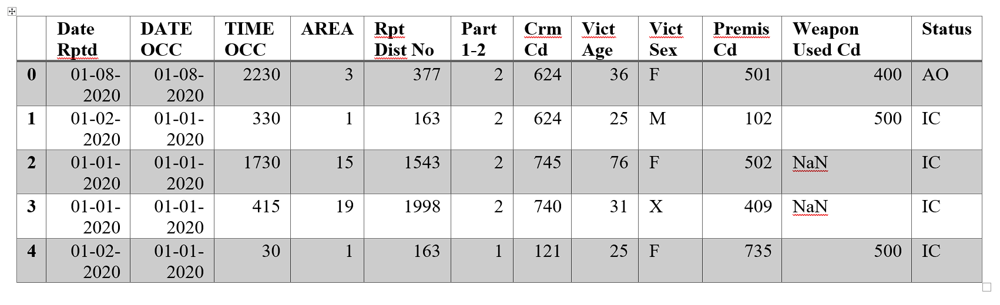 Date Rptd DATE OCC TIME OCC AREA Rpt Dist No Part 1-2 Crm Cd Vict Age Vict Sex Premis Cd Weapon Used Cd Status
0 01-08-2020 01-08-2020 2230 3 377 2 624 36 F 501 400 AO
1 01-02-2020 01-01-2020 330 1 163 2 624 25 M 102 500 IC
2 01-01-2020 01-01-2020 1730 15 1543 2 745 76 F 502 NaN IC
3 01-01-2020 01-01-2020 415 19 1998 2 740 31 X 409 NaN IC
4 01-02-2020 01-01-2020 30 1 163 1 121 25 F 735 500 IC